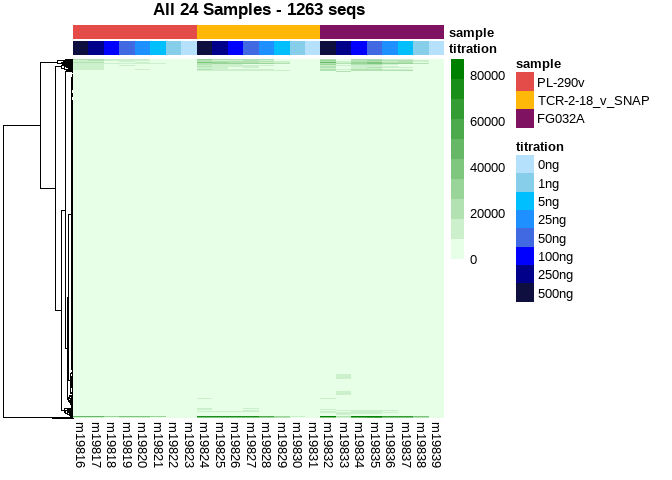 All 24 Samples - 1263 seqs
sample
titration
80000
60000
40000
20000
0
sample
PL-290v
TCR-2-18_v_SNAP
FG032A
titration
0ng
1ng
5ng
25ng
50ng
100ng
250ng
500ng
m19816
m19817
m19818
m19819
m19820
m19821
m19822
m19823
m19824
m19825
m19826
m19827
m19828
m19829
m19830
m19831
m19832
m19833
m19834
m19835
m19836
m19837
m19838
m19839